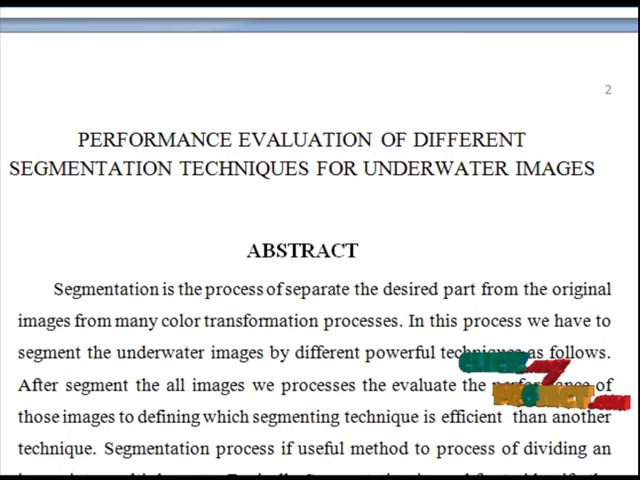 2
PERFORMANCE EVALUATION OF DIFFERENT
SEGMENTATION TECHNIQUES FOR UNDERWATER IMAGES
ABSTRACT
Segmentation is the process of separate the desired part from the original
images from many color transformation processes. In this process we have to
segment the underwater images by different powerful techniques as follows.
After segment the all images we processes the evaluate the performance of
those images to defining which segmenting technique is efficient than another
technique. Segmentation process if useful method to process of dividing an